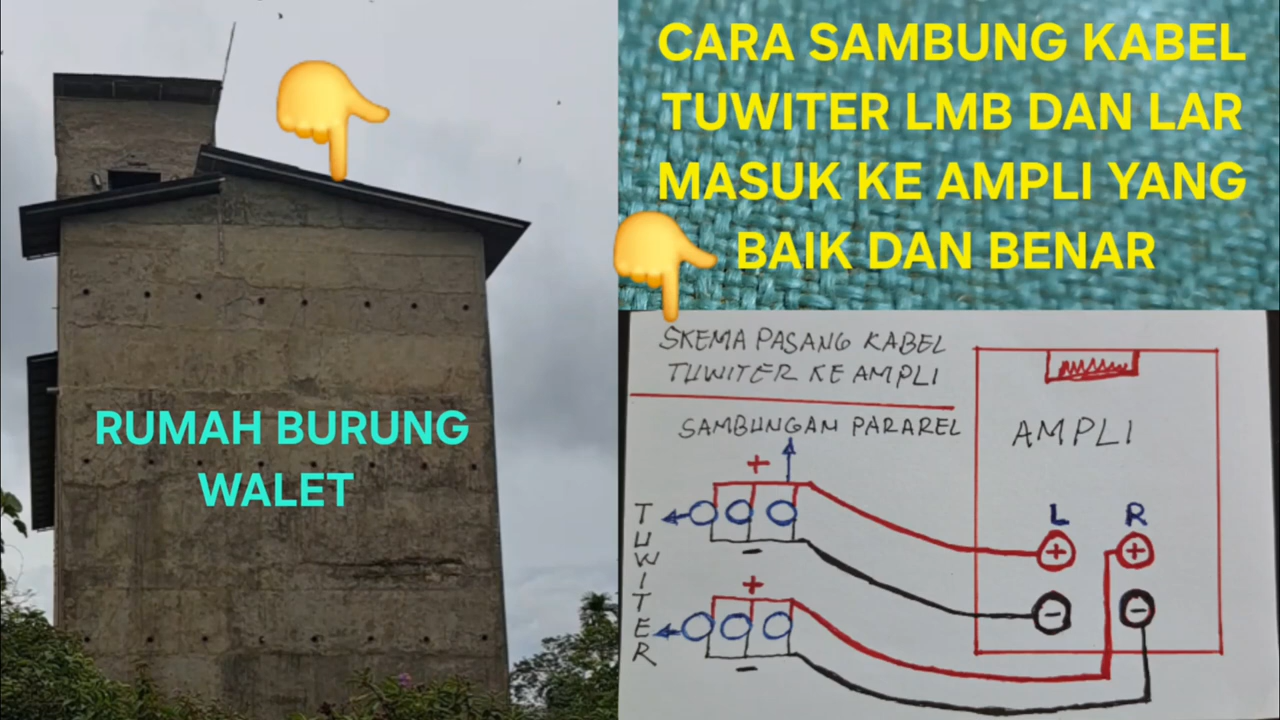 RUMAH BURUNG
WALET
CARA SAMBUNG KABEL
TUWITER LMB DAN LAR
MASUK KE AMPLI YANG
BAIK DAN BENAR
SKEMA PASANG KABEL
TUWITER KE AMPLI
SAMBUNGAN PARAREL
AMPLI
+
TUWITER
-
+
-
L R
+ +
- -